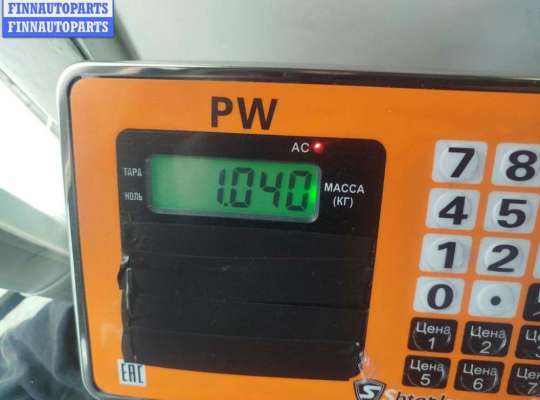 FINNAUTOPARTS
FINNAUTOPARTS
PW
AC
ТАРА
НОЛЬ
1.040
МАССА
(КГ)
7 8
4 5
1 2
0 .
Цена 1
Цена 2
Цена 5
Цена 6
7
EAC
S